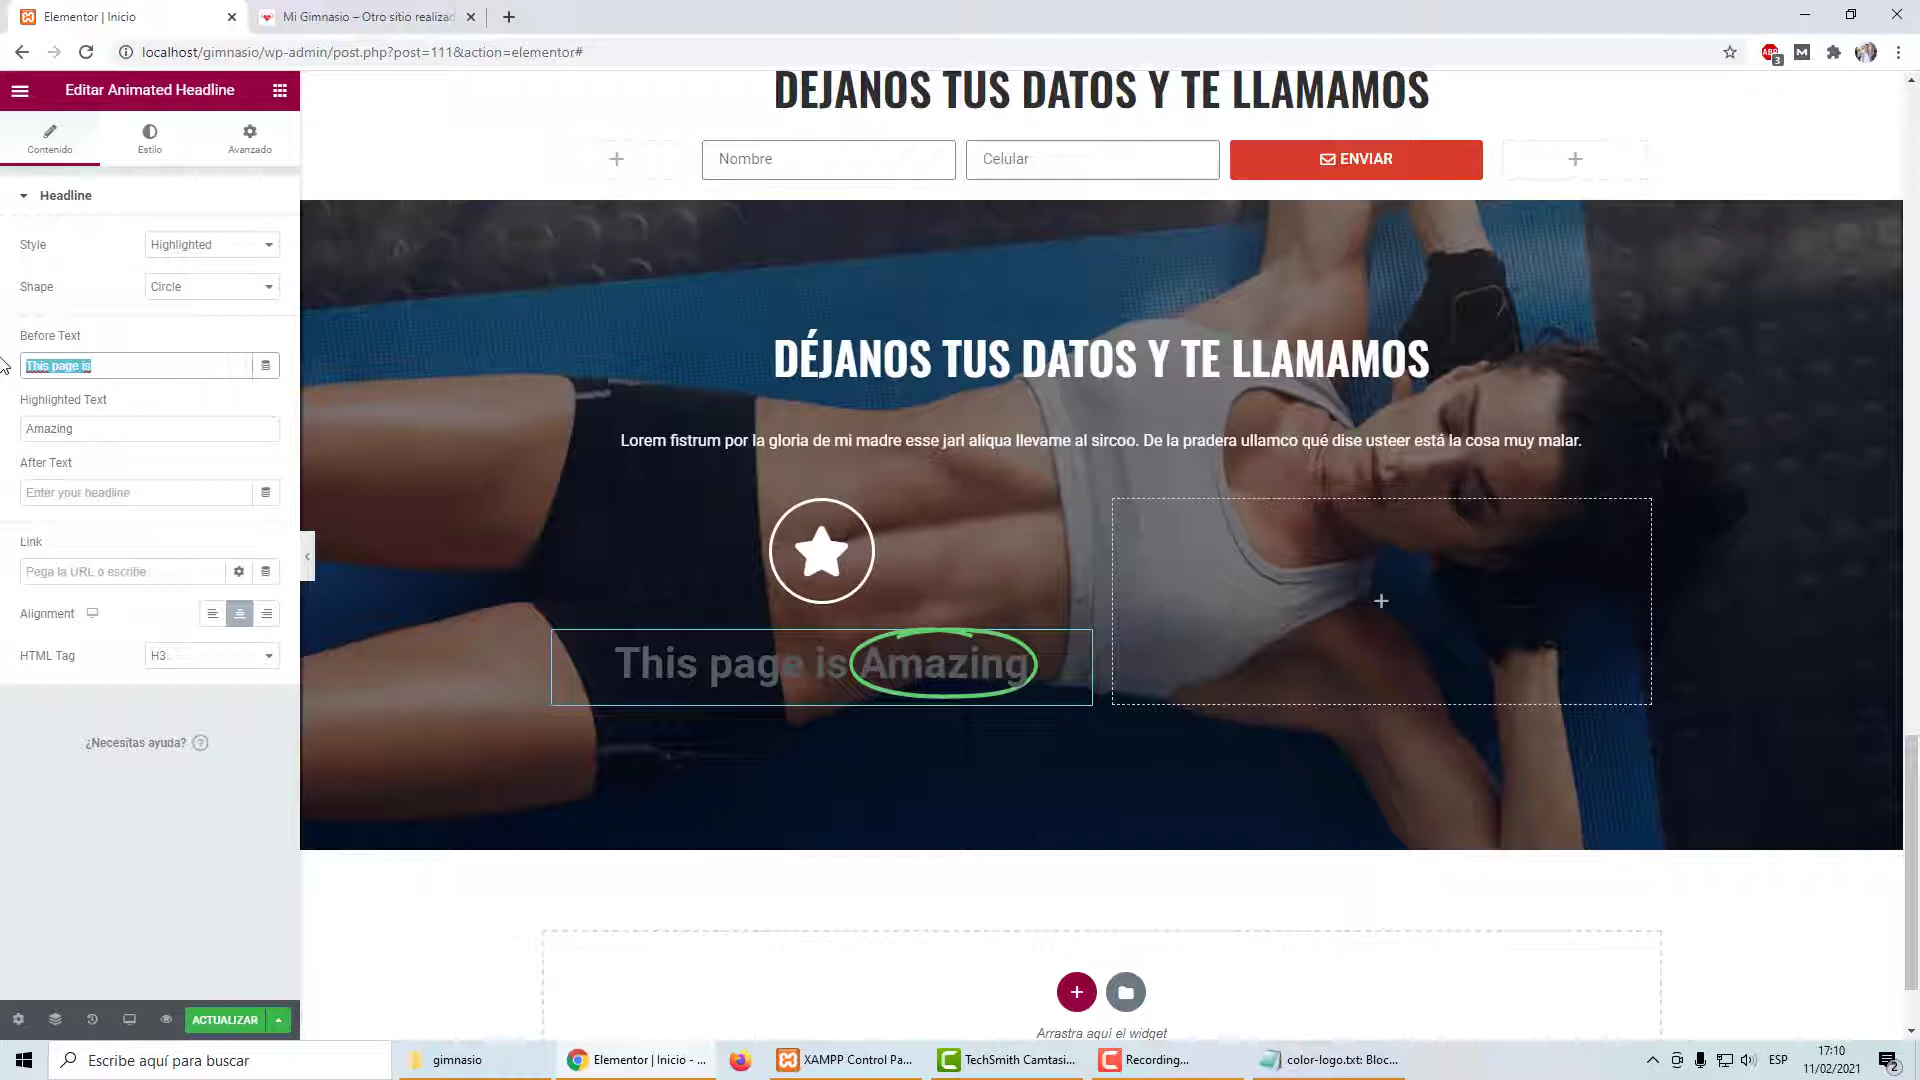 Elementor | Inicio
Mi Gimnasio – Otro sitio realizad
localhost/gimnasio/wp-admin/post.php?post=111&action=elementor#
ABP
3
M
Editar Animated Headline
Contenido
Estilo
Avanzado
Headline
Style
Highlighted
Shape
Circle
Before Text
This page is
Highlighted Text
Amazing
After Text
Enter your headline
Link
Pega la URL o escribe
Alignment
HTML Tag
H3
¿Necesitas ayuda?
ACTUALIZAR
DEJANOS TUS DATOS Y TE LLAMAMOS
Nombre
Celular
ENVIAR
DÉJANOS TUS DATOS Y TE LLAMAMOS
Lorem fistrum por la gloria de mi madre esse jarl aliqua llevame al sircoo. De la pradera ullamco qué dise usteer está la cosa muy malar.
This page is Amazing
Arrastra aquí el widget
Escribe aquí para buscar
gimnasio
Elementor | Inicio - ...
XAMPP Control Pa...
TechSmith Camtasi...
Recording...
color-logo.txt: Bloc...
ESP
17:10
11/02/2021
2